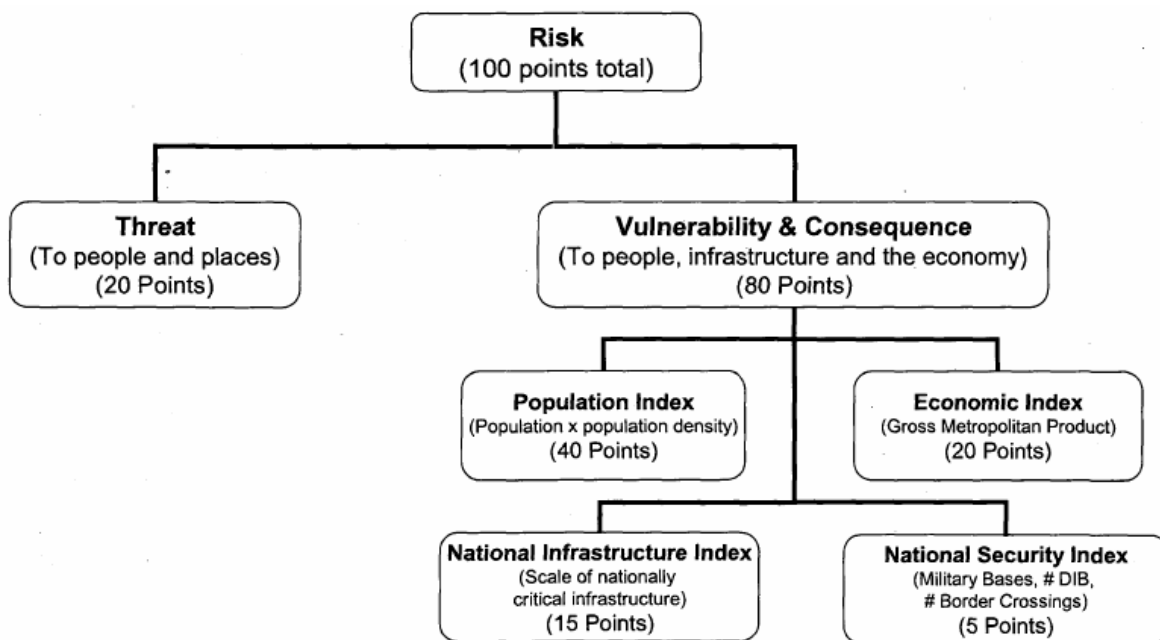 Risk
(100 points total)
Threat
(To people and places)
(20 Points)
Vulnerability & Consequence
(To people, infrastructure and the economy)
(80 Points)
Population Index
(Population x population density)
(40 Points)
Economic Index
(Gross Metropolitan Product)
(20 Points)
National Infrastructure Index
(Scale of nationally
critical infrastructure)
(15 Points)
National Security Index
(Military Bases, # DIB,
# Border Crossings)
(5 Points)